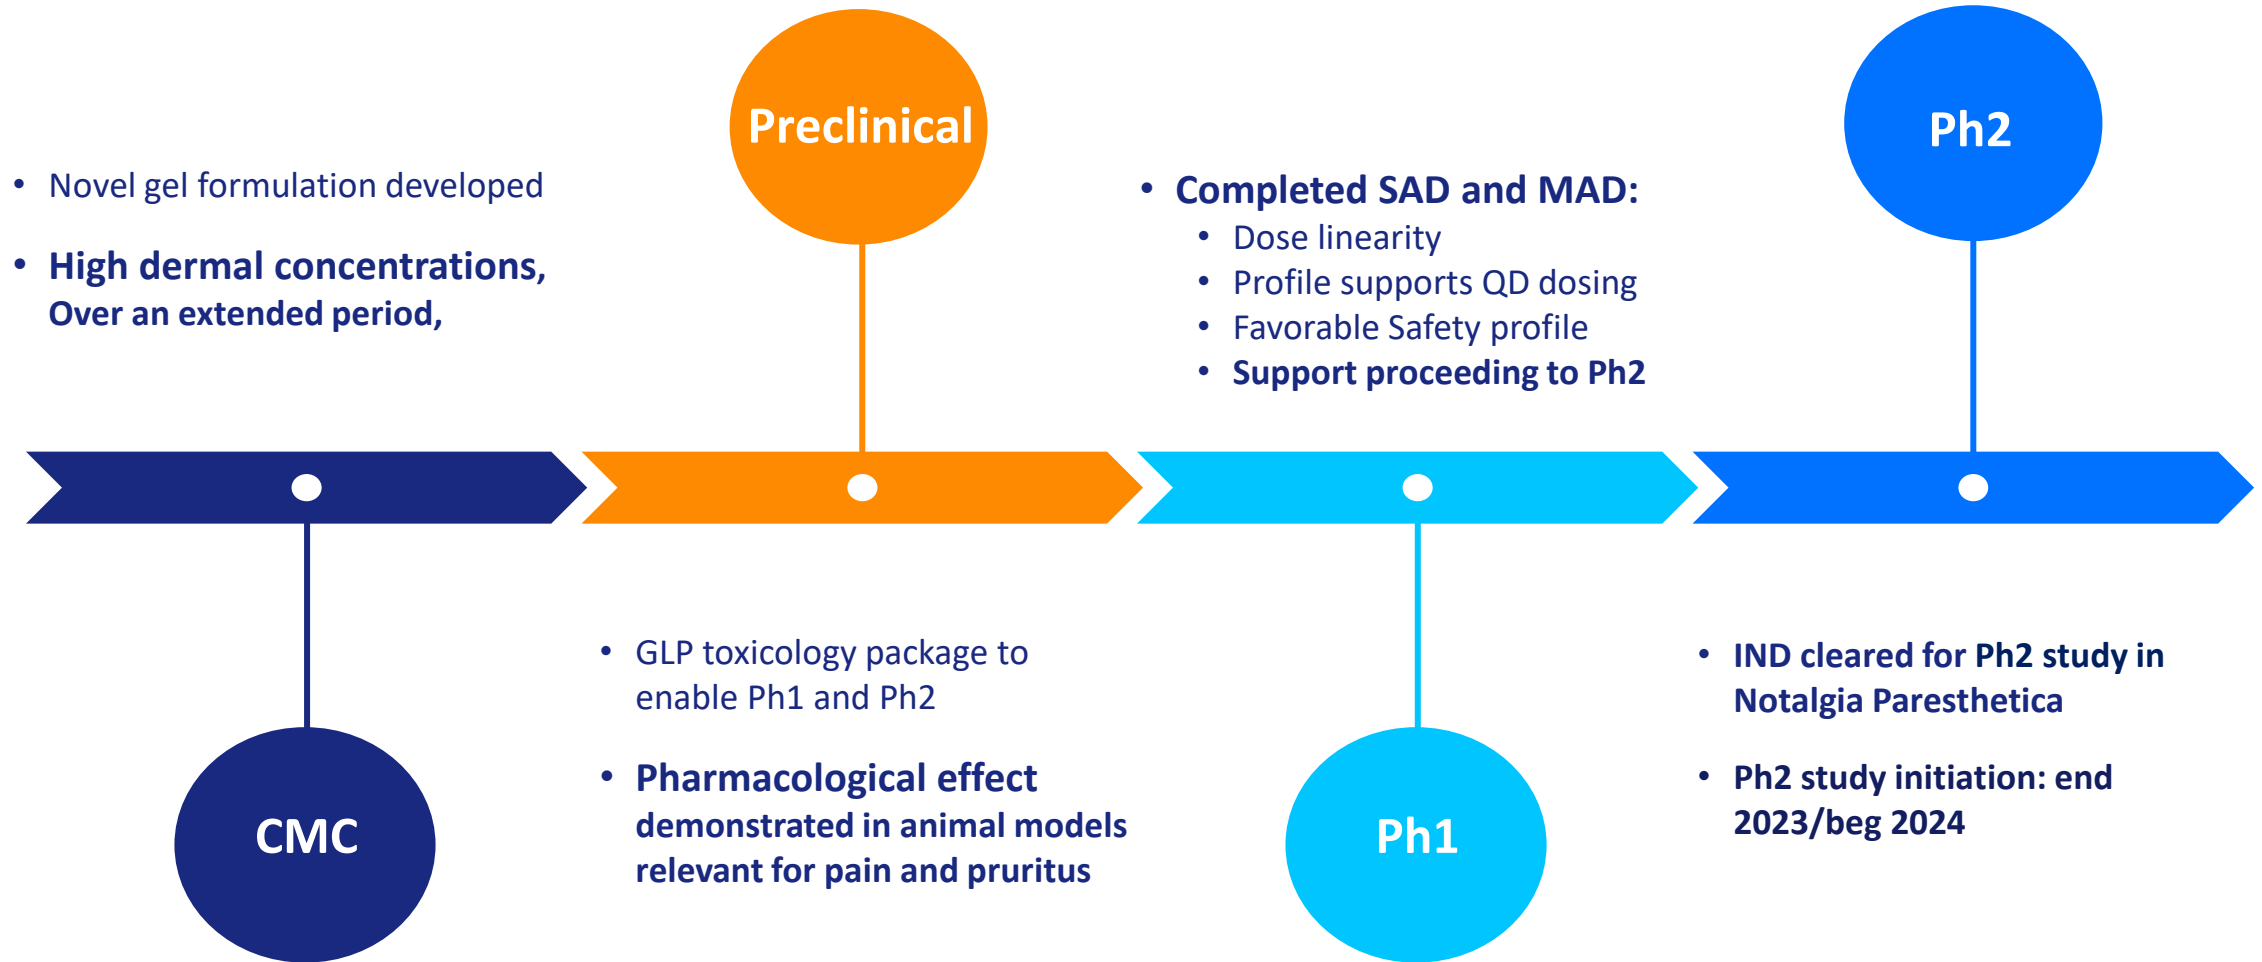 • Novel gel formulation developed
• High dermal concentrations,
Over an extended period,
CMC
Preclinical
• GLP toxicology package to
enable Ph1 and Ph2
• Pharmacological effect
demonstrated in animal models
relevant for pain and pruritus
• Completed SAD and MAD:
• Dose linearity
• Profile supports QD dosing
• Favorable Safety profile
• Support proceeding to Ph2
Ph1
Ph2
• IND cleared for Ph2 study in
Notalgia Paresthetica
• Ph2 study initiation: end
2023/beg 2024